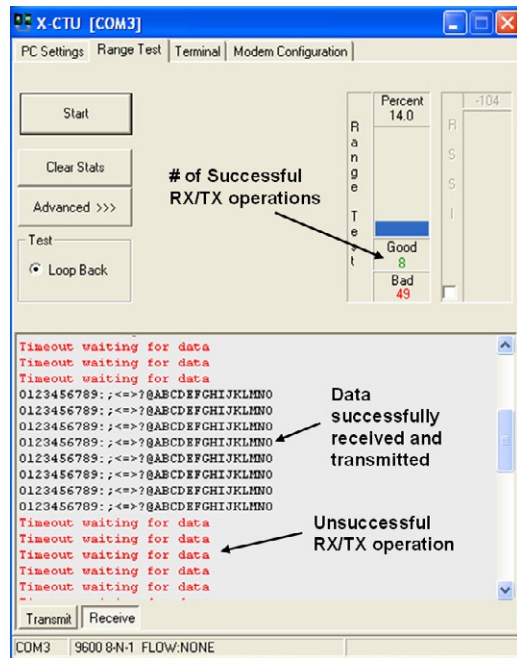 X-CTU [COM3]
PC Settings Range Test Terminal Modem Configuration
Start
Clear Stats
Advanced >>>
Test
Loop Back
# of Successful
RX/TX operations
Range Test
Percent
14.0
Good
8
Bad
49
-104
RSSI
Timeout waiting for data
Timeout waiting for data
Timeout waiting for data
0123456789:;<=>?@ABCDEFGHIJKLMNO
0123456789:;<=>?@ABCDEFGHIJKLMNO
0123456789:;<=>?@ABCDEFGHIJKLMNO
0123456789:;<=>?@ABCDEFGHIJKLMNO
0123456789:;<=>?@ABCDEFGHIJKLMNO
0123456789:;<=>?@ABCDEFGHIJKLMNO
0123456789:;<=>?@ABCDEFGHIJKLMNO
0123456789:;<=>?@ABCDEFGHIJKLMNO
Timeout waiting for data
Timeout waiting for data
Timeout waiting for data
Timeout waiting for data
Timeout waiting for data
Data
successfully
received and
transmitted
Unsuccessful
RX/TX operation
Transmit Receive
COM3 9600 8-N-1 FLOW:NONE